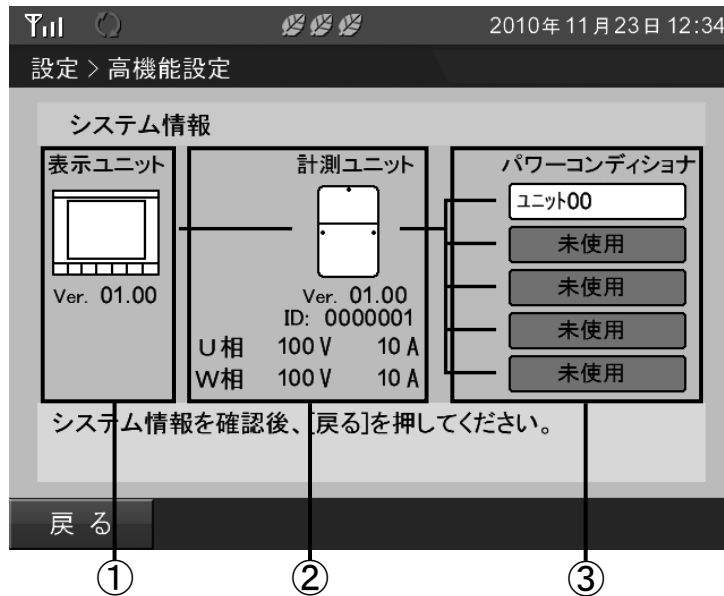 2010年11月23日 12:34
設定 > 高機能設定
システム情報
表示ユニット
Ver. 01.00
計測ユニット
Ver. 01.00
ID: 0000001
U相 100 V 10 A
W相 100 V 10 A
パワーコンディショナ
ユニット00
未使用
未使用
未使用
未使用
システム情報を確認後、[戻る]を押してください。
戻る
① ② ③